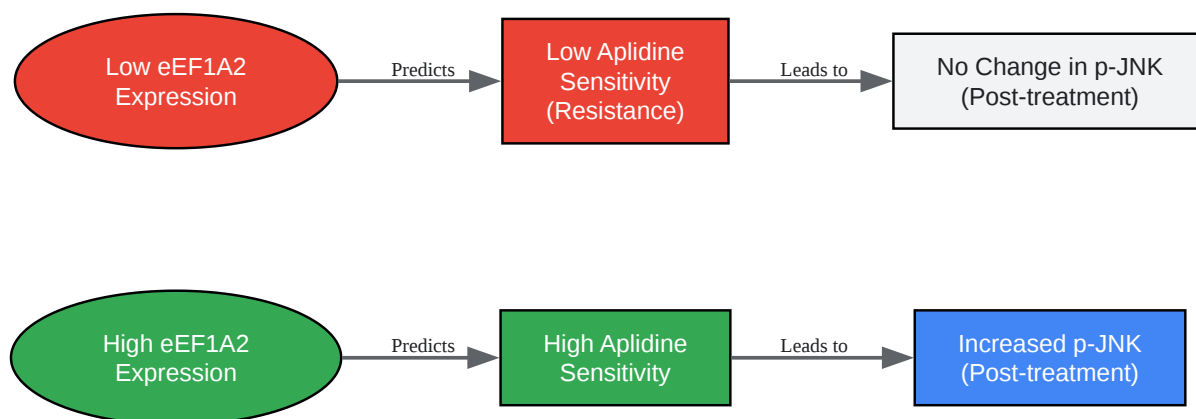 Low eEF1A2
Expression
Predicts
Low Aplidine
Sensitivity
(Resistance)
Leads to
No Change in p-JNK
(Post-treatment)
High eEF1A2
Expression
Predicts
High Aplidine
Sensitivity
Leads to
Increased p-JNK
(Post-treatment)